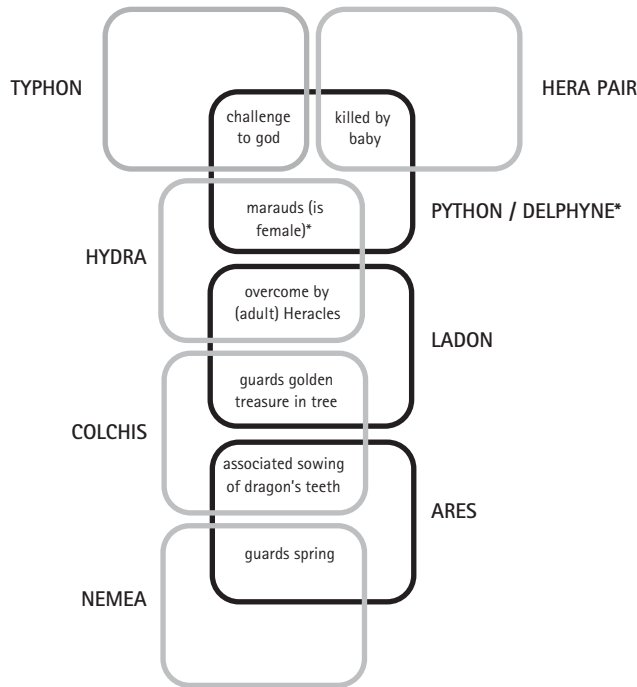 TYPHON
HERA PAIR
challenge
to god
killed by
baby
PYTHON / DELPHYNE*
marauds (is
female)*
HYDRA
overcome by
(adult) Heracles
LADON
guards golden
treasure in tree
COLCHIS
associated sowing
of dragon's teeth
ARES
guards spring
NEMEA